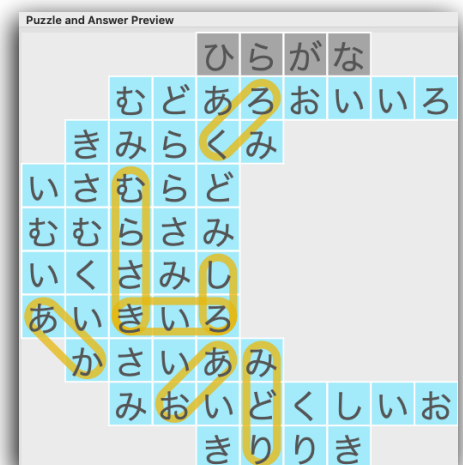 Puzzle and Answer Preview
ひらがな
むどあろおいいろ
きみらくみ
いさむらど
むむらさみ
いくさみし
あいきいろ
かさいあみ
みおいどくしいお
きりりき